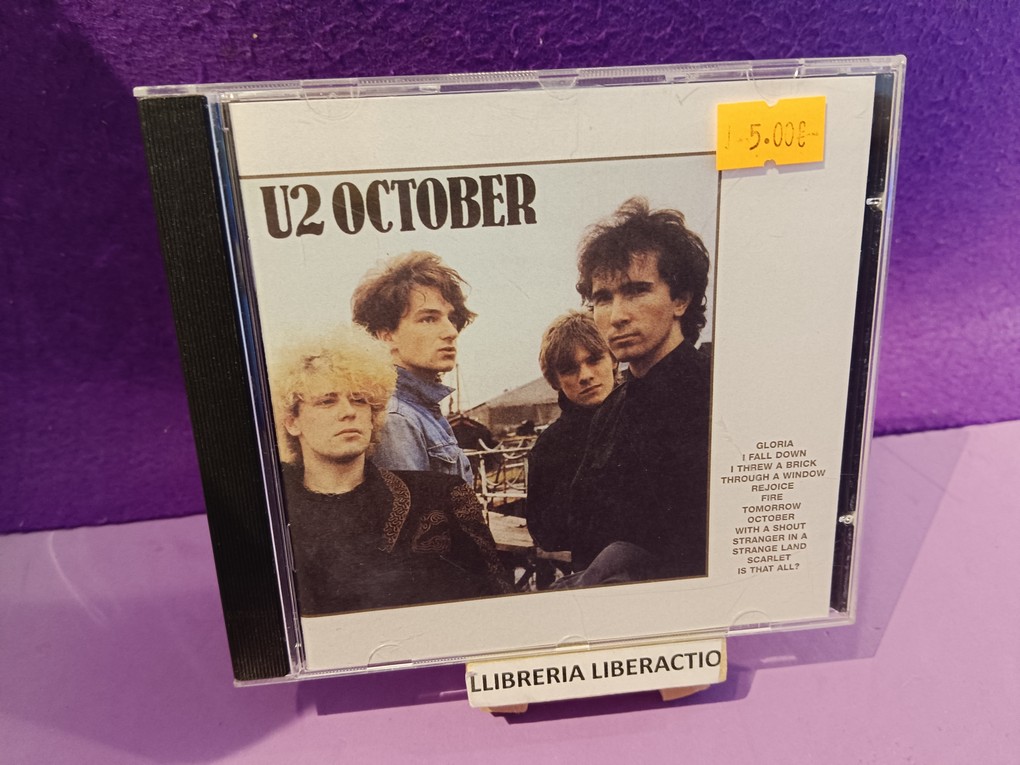 5.00€
U2 OCTOBER
GLORIA
I FALL DOWN
I THREW A BRICK
THROUGH A WINDOW
REJOICE
FIRE
TOMORROW
OCTOBER
WITH A SHOUT
STRANGER IN A
STRANGE LAND
SCARLET
IS THAT ALL?
LLIBRERIA LIBERACTIO